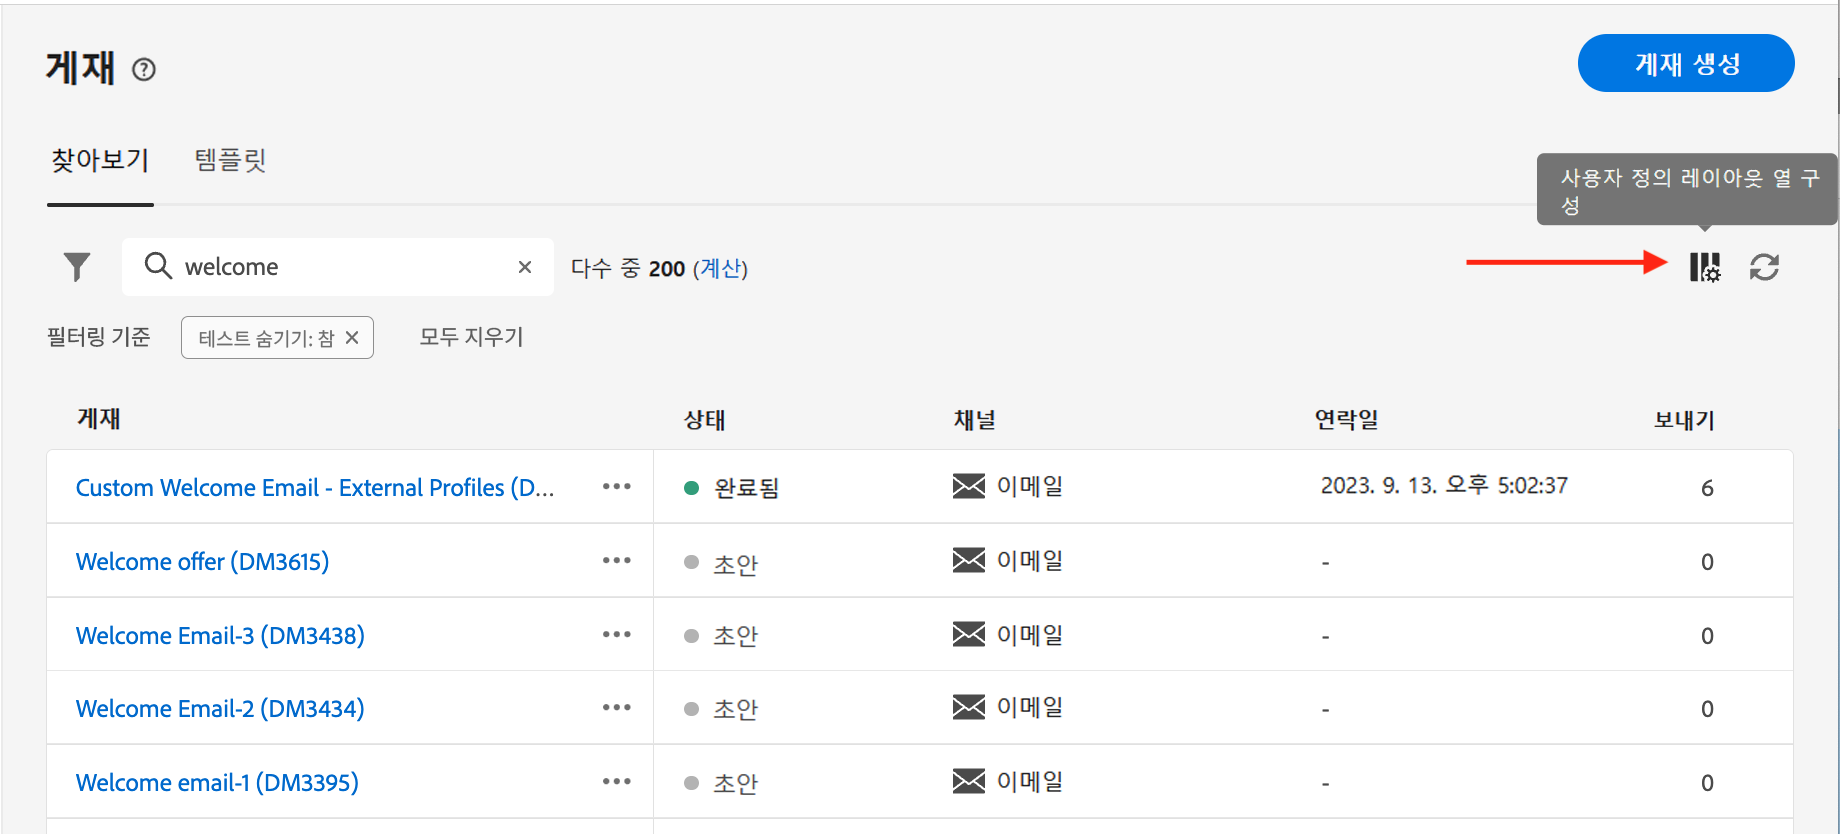 게재
게재 생성
찾아보기 템플릿
사용자 정의 레이아웃 열 구
성
welcome 다수 중 200 (계산)
필터링 기준 테스트 숨기기: 참 모두 지우기
게재 상태 채널 연락일 보내기
Custom Welcome Email - External Profiles (D... 완료됨 이메일 2023. 9. 13. 오후 5:02:37 6
Welcome offer (DM3615) 초안 이메일 - 0
Welcome Email-3 (DM3438) 초안 이메일 - 0
Welcome Email-2 (DM3434) 초안 이메일 - 0
Welcome email-1 (DM3395) 초안 이메일 - 0